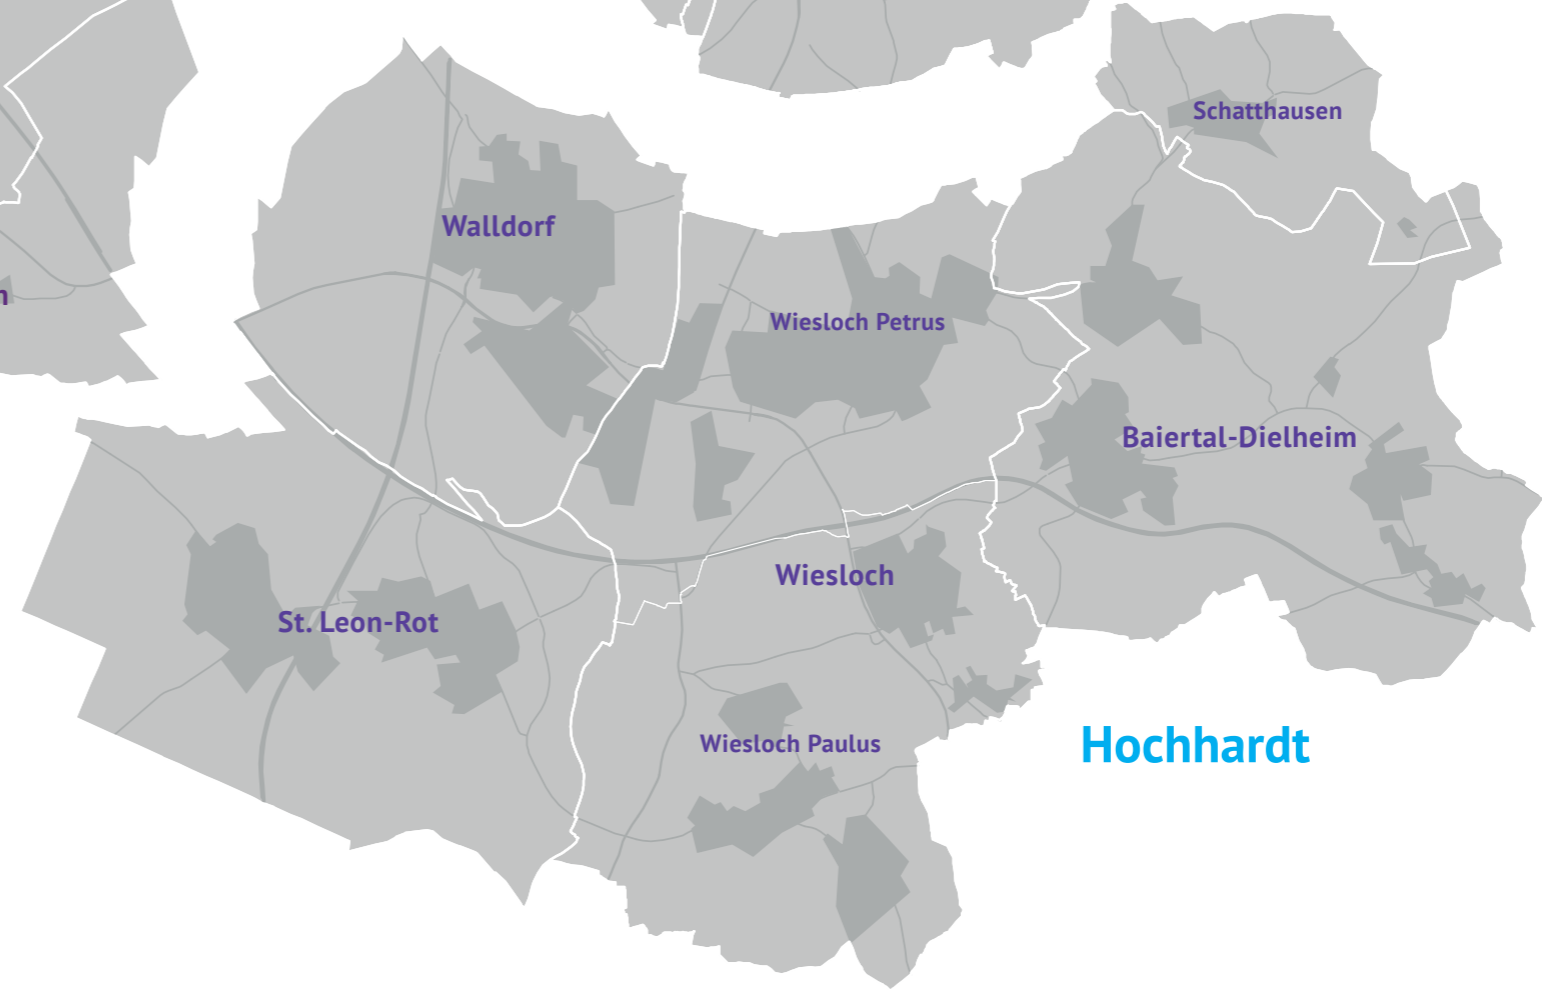 Schatthausen
Walldorf
n
Wiesloch Petrus
Baiertal-Dielheim
Wiesloch
St. Leon-Rot
Wiesloch Paulus
Hochhardt